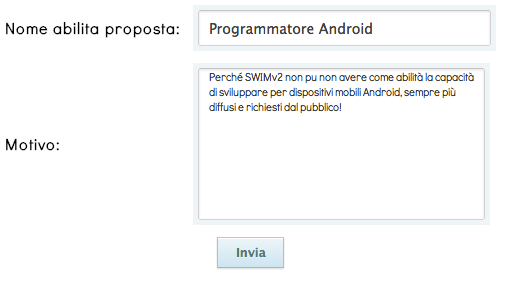 Nome abilita proposta: Programmatore Android
Perché SWIMv2 non pu non avere come abilità la capacità
di sviluppare per dispositivi mobili Android, sempre più
diffusi e richiesti dal pubblico!
Motivo:
Invia